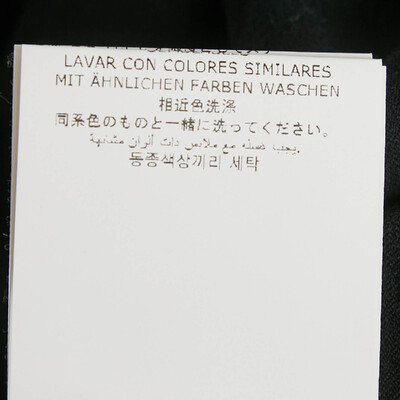 LAVAR CON COLORES SIMILARES
MIT ÄHNLICHEN FARBEN WASCHEN
相近色洗涤
同系色のものと一緒に洗ってください。
يجب غسله مع ملابس ذات ألوان مشابهة.
동종색상끼리 세탁